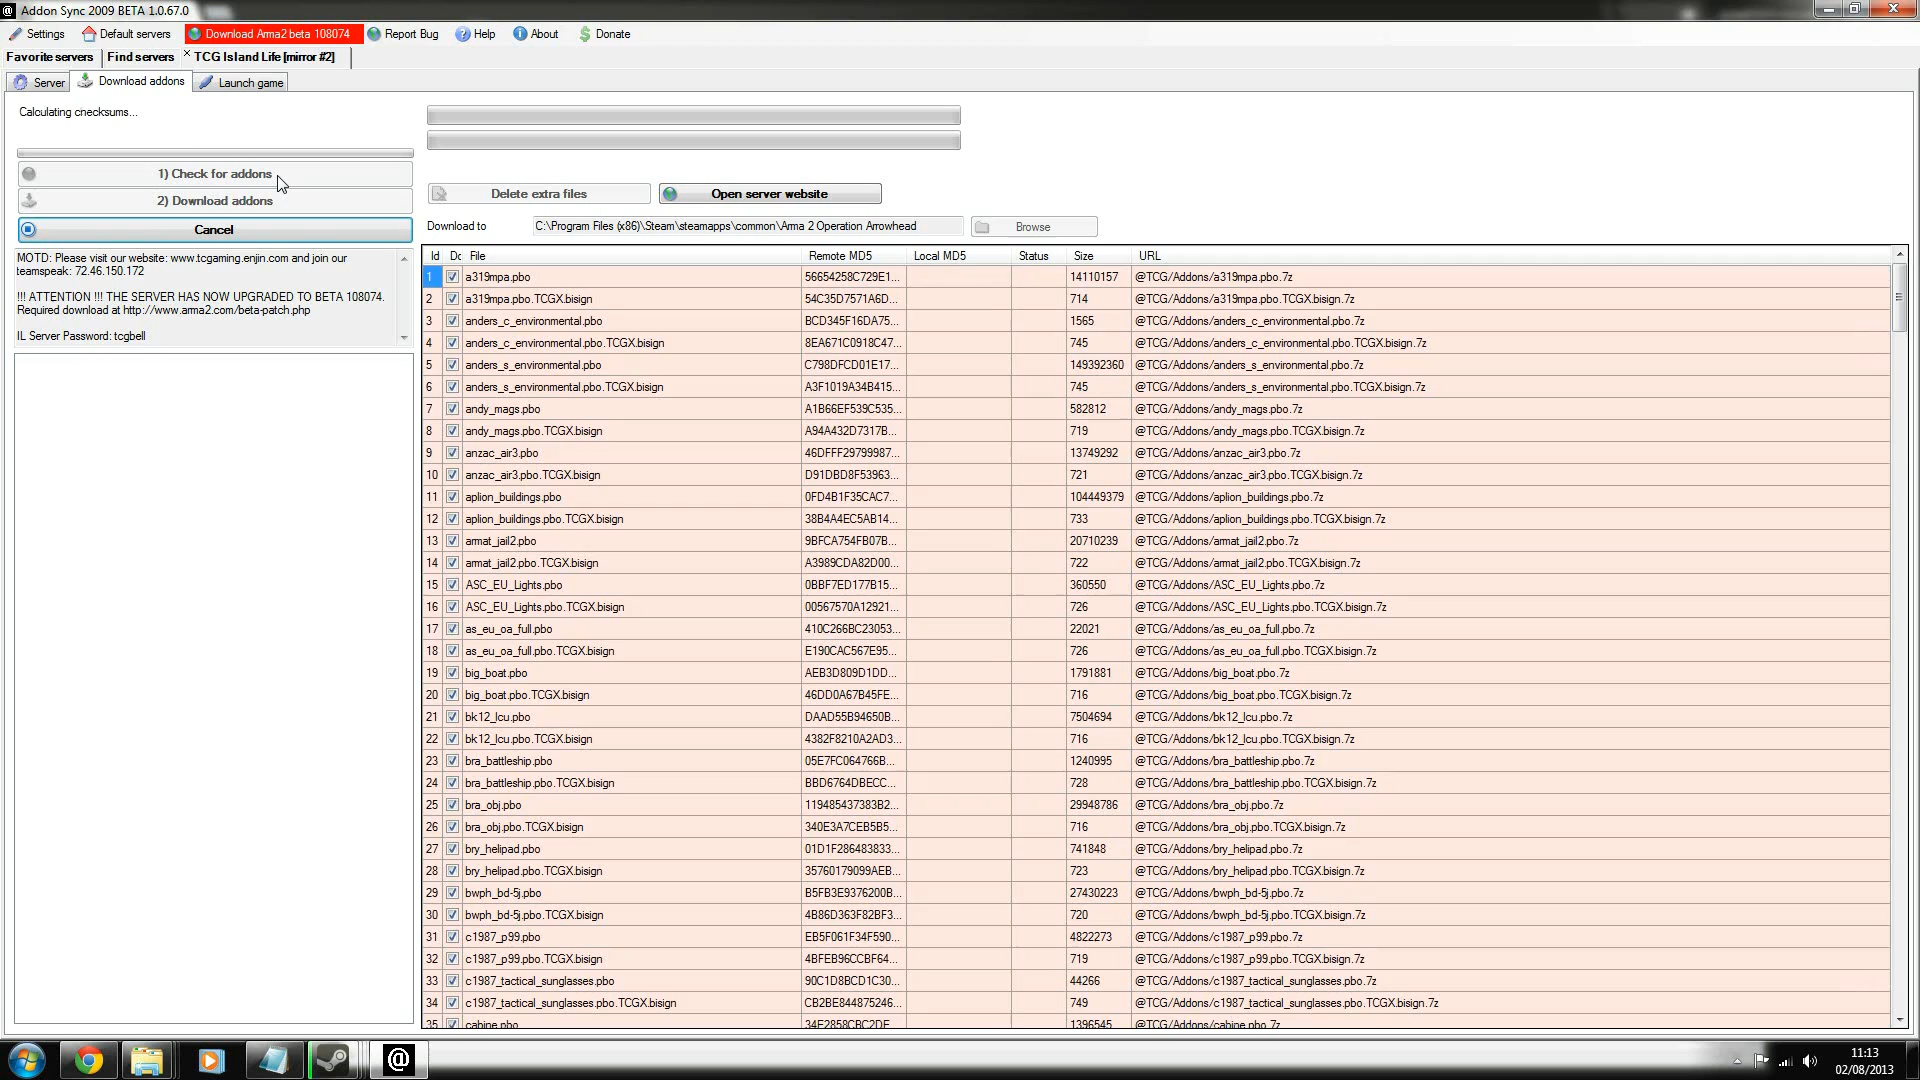 Addon Sync 2009 BETA 1.0.67.0
Settings Default servers Download Arma2 beta 108074 Report Bug Help About Donate
Favorite servers Find servers TCG Island Life [mirror #2]
Server Download addons Launch game
Calculating checksums...
1) Check for addons
2) Download addons
Cancel
Delete extra files Open server website
Download to C:\Program Files (x86)\Steam\steamapps\common\Arma 2 Operation Arrowhead Browse
MOTD: Please visit our website: www.tcgaming.enjin.com and join our
teamspeak: 72.46.150.172
!!! ATTENTION !!! THE SERVER HAS NOW UPGRADED TO BETA 108074.
Required download at http://www.arma2.com/beta-patch.php
IL Server Password: tcgbell
Id Dc File Remote MD5 Local MD5 Status Size URL
1 a319mpa.pbo 56654258C729E1... 14110157 @TCG/Addons/a319mpa.pbo.7z
2 a319mpa.pbo.TCGX.bisign 54C35D7571A6D... 714 @TCG/Addons/a319mpa.pbo.TCGX.bisign.7z
3 anders_c_environmental.pbo BCD345F16DA75... 1565 @TCG/Addons/anders_c_environmental.pbo.7z
4 anders_c_environmental.pbo.TCGX.bisign 8EA671C0918C47... 745 @TCG/Addons/anders_c_environmental.pbo.TCGX.bisign.7z
5 anders_s_environmental.pbo C798DFCD01E17... 149392360 @TCG/Addons/anders_s_environmental.pbo.7z
6 anders_s_environmental.pbo.TCGX.bisign A3F1019A34B415... 745 @TCG/Addons/anders_s_environmental.pbo.TCGX.bisign.7z
7 andy_mags.pbo A1B66EF539C535... 582812 @TCG/Addons/andy_mags.pbo.7z
8 andy_mags.pbo.TCGX.bisign A94A432D7317B... 719 @TCG/Addons/andy_mags.pbo.TCGX.bisign.7z
9 anzac_air3.pbo 46DFFF29799987... 13749292 @TCG/Addons/anzac_air3.pbo.7z
10 anzac_air3.pbo.TCGX.bisign D91DBD8F53963... 721 @TCG/Addons/anzac_air3.pbo.TCGX.bisign.7z
11 aplion_buildings.pbo 0FD4B1F35CAC7... 104449379 @TCG/Addons/aplion_buildings.pbo.7z
12 aplion_buildings.pbo.TCGX.bisign 38B4A4EC5AB14... 733 @TCG/Addons/aplion_buildings.pbo.TCGX.bisign.7z
13 armat_jail2.pbo 9BFCA754FB07B... 20710239 @TCG/Addons/armat_jail2.pbo.7z
14 armat_jail2.pbo.TCGX.bisign A3989CDA82D00... 722 @TCG/Addons/armat_jail2.pbo.TCGX.bisign.7z
15 ASC_EU_Lights.pbo 0BBF7ED177B15... 360550 @TCG/Addons/ASC_EU_Lights.pbo.7z
16 ASC_EU_Lights.pbo.TCGX.bisign 00567570A12921... 726 @TCG/Addons/ASC_EU_Lights.pbo.TCGX.bisign.7z
17 as_eu_oa_full.pbo 410C266BC23053... 22021 @TCG/Addons/as_eu_oa_full.pbo.7z
18 as_eu_oa_full.pbo.TCGX.bisign E190CAC567E95... 726 @TCG/Addons/as_eu_oa_full.pbo.TCGX.bisign.7z
19 big_boat.pbo AEB3D809D1DD... 1791881 @TCG/Addons/big_boat.pbo.7z
20 big_boat.pbo.TCGX.bisign 46DD0A67B45FE... 716 @TCG/Addons/big_boat.pbo.TCGX.bisign.7z
21 bk12_lcu.pbo DAAD55B94650B... 7504694 @TCG/Addons/bk12_lcu.pbo.7z
22 bk12_lcu.pbo.TCGX.bisign 4382F8210A2AD3... 716 @TCG/Addons/bk12_lcu.pbo.TCGX.bisign.7z
23 bra_battleship.pbo 05E7FC064766B... 1240995 @TCG/Addons/bra_battleship.pbo.7z
24 bra_battleship.pbo.TCGX.bisign BBD6764DBECC... 728 @TCG/Addons/bra_battleship.pbo.TCGX.bisign.7z
25 bra_obj.pbo 119485437383B2... 29948786 @TCG/Addons/bra_obj.pbo.7z
26 bra_obj.pbo.TCGX.bisign 340E3A7CEB5B5... 716 @TCG/Addons/bra_obj.pbo.TCGX.bisign.7z
27 bry_helipad.pbo 01D1F286483833... 741848 @TCG/Addons/bry_helipad.pbo.7z
28 bry_helipad.pbo.TCGX.bisign 35760179099AEB... 723 @TCG/Addons/bry_helipad.pbo.TCGX.bisign.7z
29 bwph_bd-5j.pbo B5FB3E9376200B... 27430223 @TCG/Addons/bwph_bd-5j.pbo.7z
30 bwph_bd-5j.pbo.TCGX.bisign 4B86D363F82BF3... 720 @TCG/Addons/bwph_bd-5j.pbo.TCGX.bisign.7z
31 c1987_p99.pbo EB5F061F34F590... 4822273 @TCG/Addons/c1987_p99.pbo.7z
32 c1987_p99.pbo.TCGX.bisign 4BFEB96CCBF64... 719 @TCG/Addons/c1987_p99.pbo.TCGX.bisign.7z
33 c1987_tactical_sunglasses.pbo 90C1D8BCD1C30... 44266 @TCG/Addons/c1987_tactical_sunglasses.pbo.7z
34 c1987_tactical_sunglasses.pbo.TCGX.bisign CB2BE844875246... 749 @TCG/Addons/c1987_tactical_sunglasses.pbo.TCGX.bisign.7z
35 cabine.pbo 34E2858CBC2DE... 1396545 @TCG/Addons/cabine.pbo.7z
11:13
02/08/2013